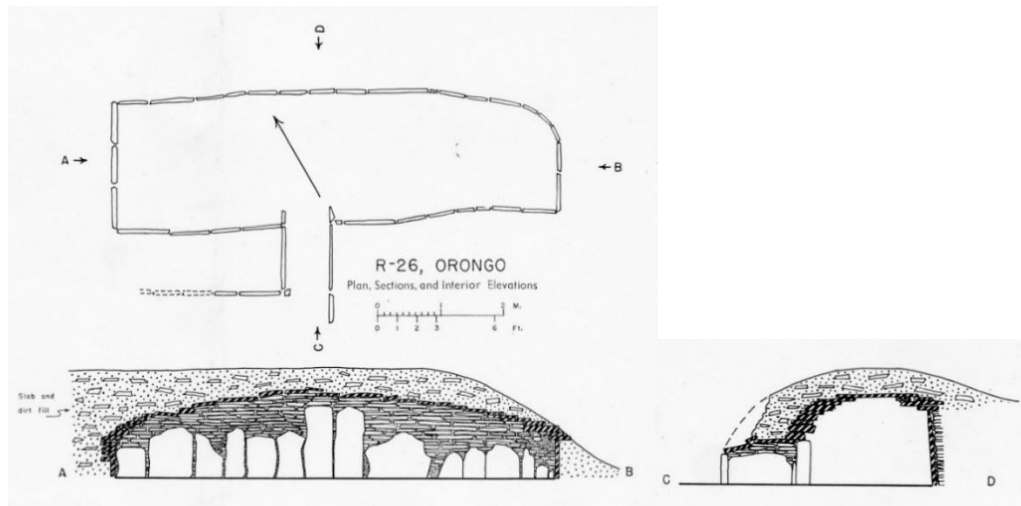 D
A
B
R-26, ORONGO
Plan, Sections, and Interior Elevations
0 1 2 M.
0 1 2 3 6 Ft.
C
Slab and
dirt fill
A
B
C
D